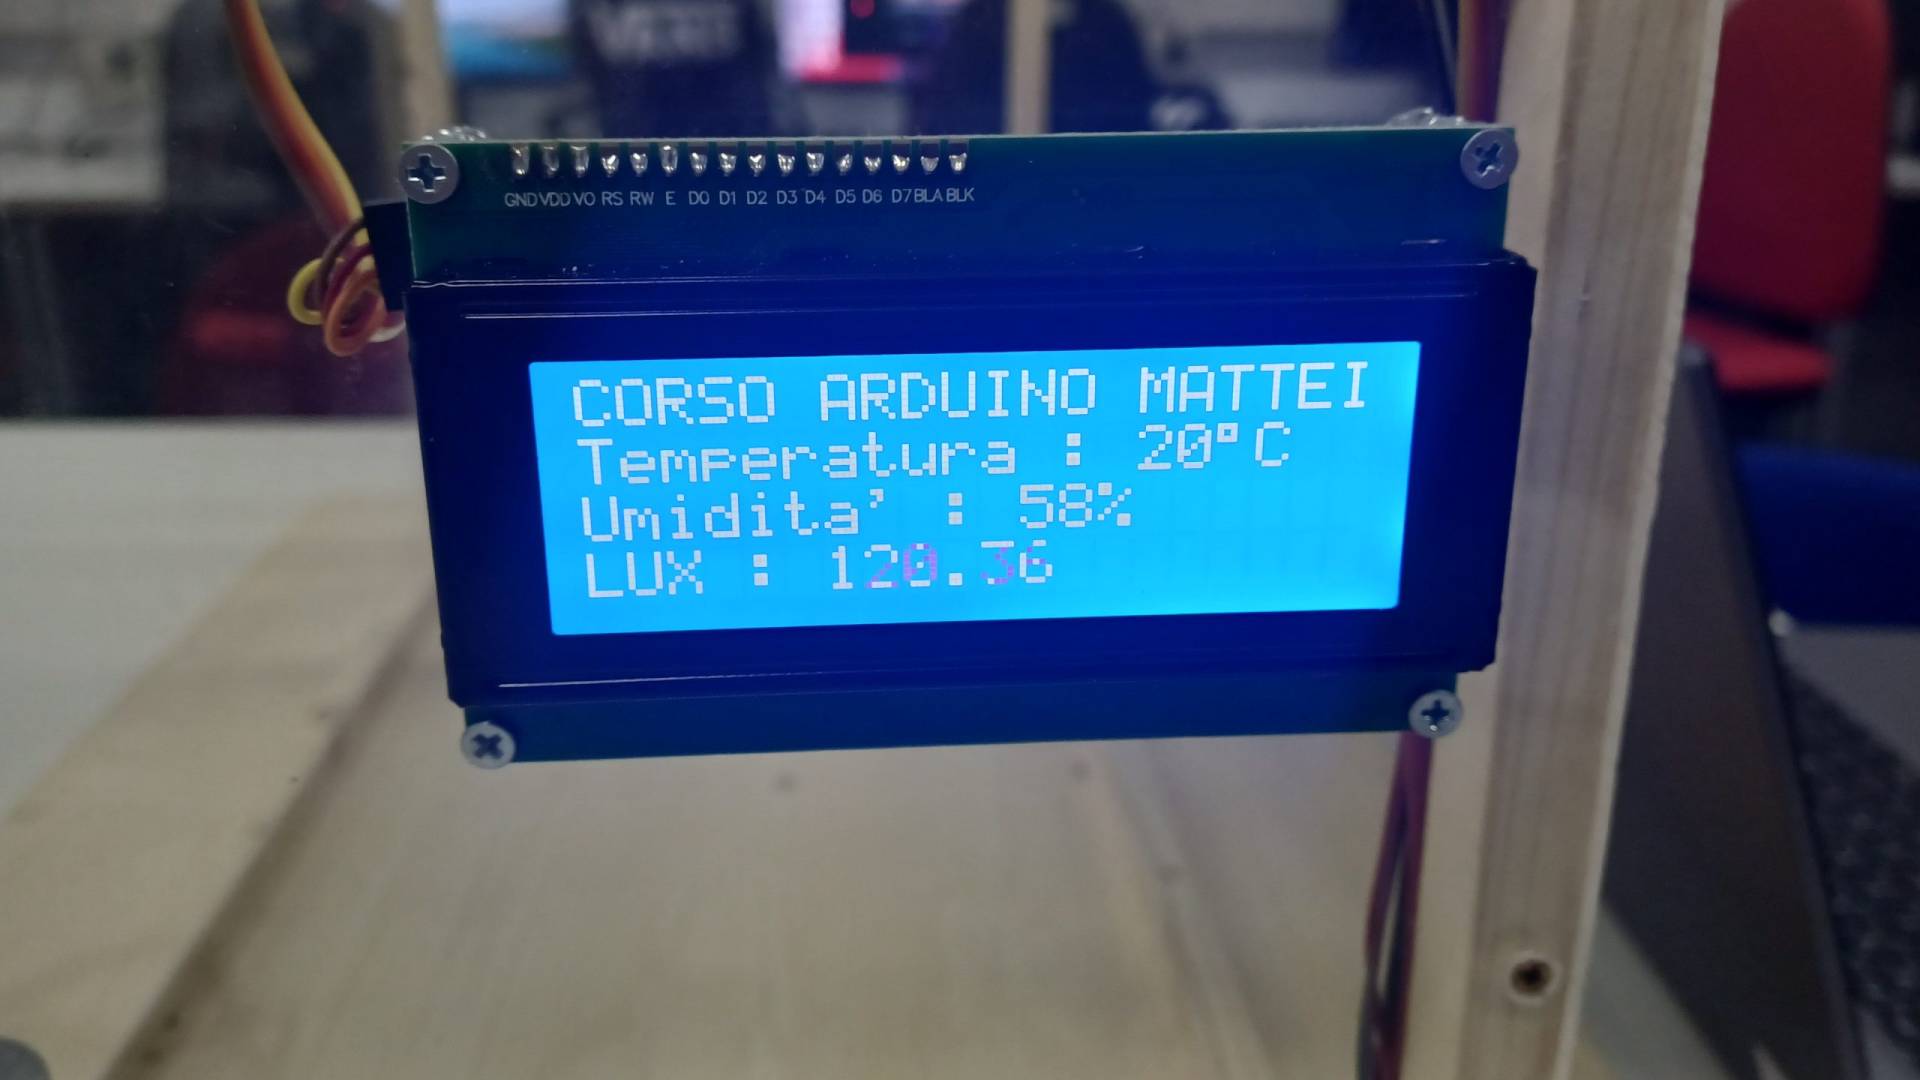 GND VDD VO RS RW E D0 D1 D2 D3 D4 D5 D6 D7 BLA BLK
CORSO ARDUINO MATTEI
Temperatura : 20°C
Umidita' : 58%
LUX : 120.36